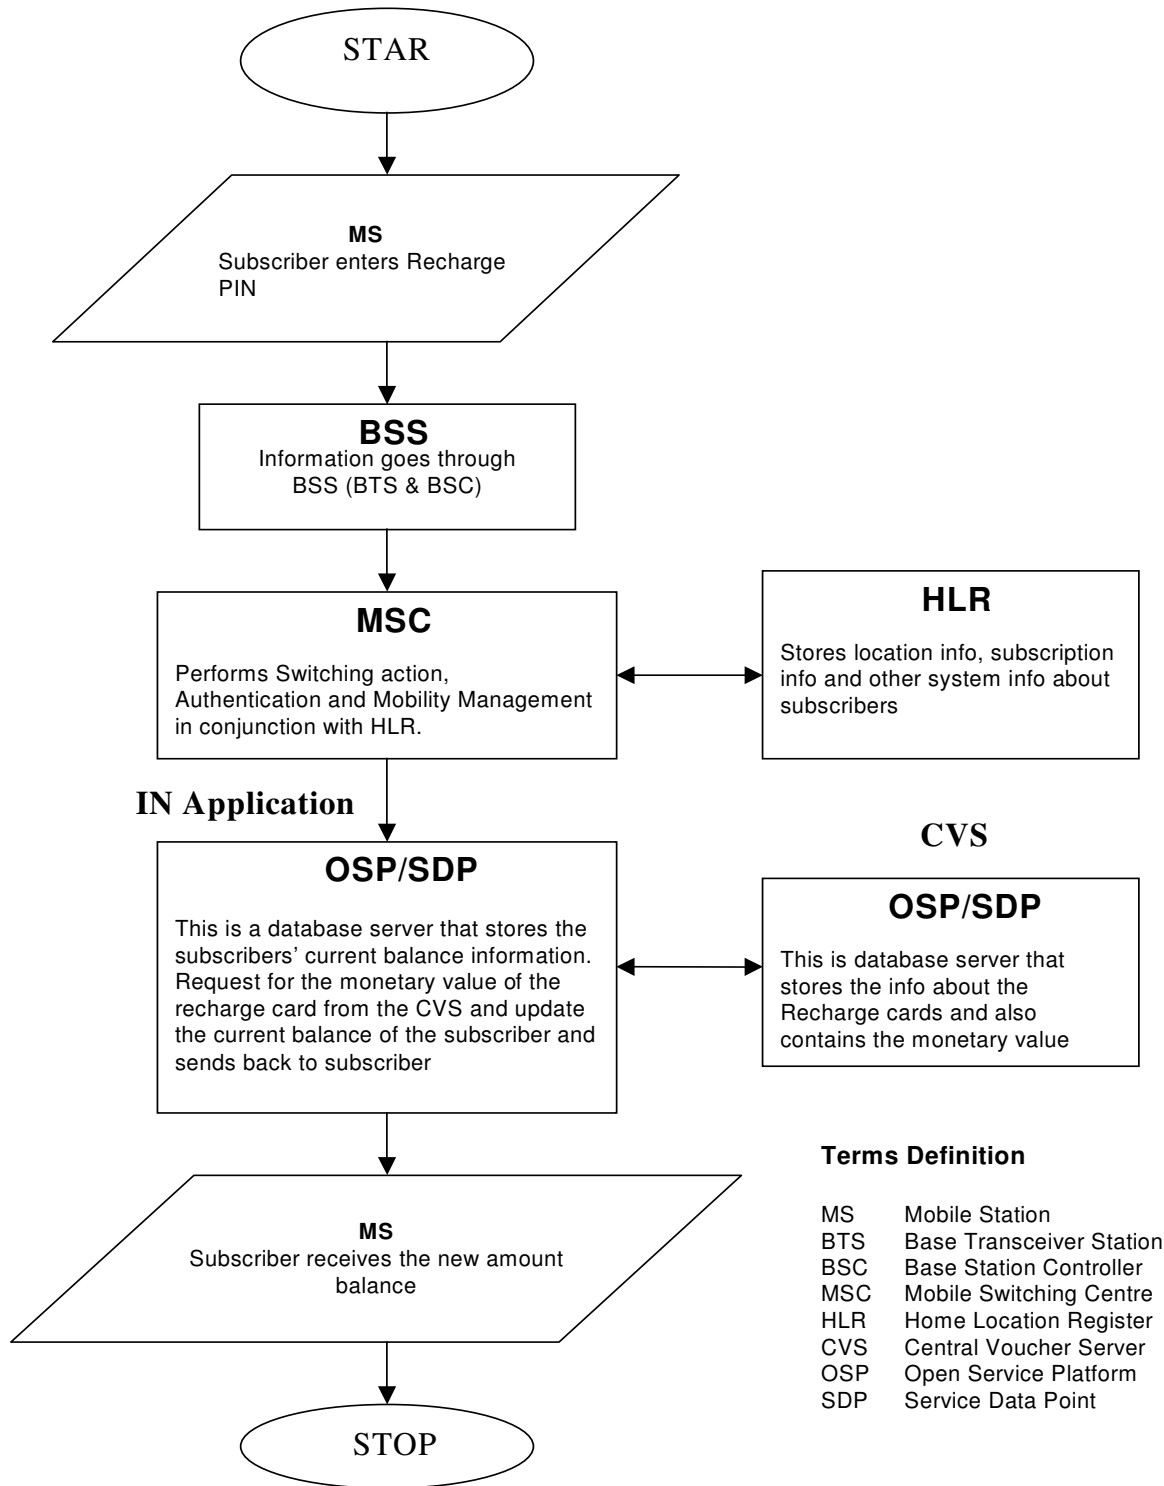 STAR
MS
Subscriber enters Recharge
PIN
BSS
Information goes through
BSS (BTS & BSC)
MSC
Performs Switching action,
Authentication and Mobility Management
in conjunction with HLR.
HLR
Stores location info, subscription
info and other system info about
subscribers
IN Application
OSP/SDP
This is a database server that stores the
subscribers’ current balance information.
Request for the monetary value of the
recharge card from the CVS and update
the current balance of the subscriber and
sends back to subscriber
CVS
OSP/SDP
This is database server that
stores the info about the
Recharge cards and also
contains the monetary value
MS
Subscriber receives the new amount
balance
STOP
Terms Definition
MS Mobile Station
BTS Base Transceiver Station
BSC Base Station Controller
MSC Mobile Switching Centre
HLR Home Location Register
CVS Central Voucher Server
OSP Open Service Platform
SDP Service Data Point